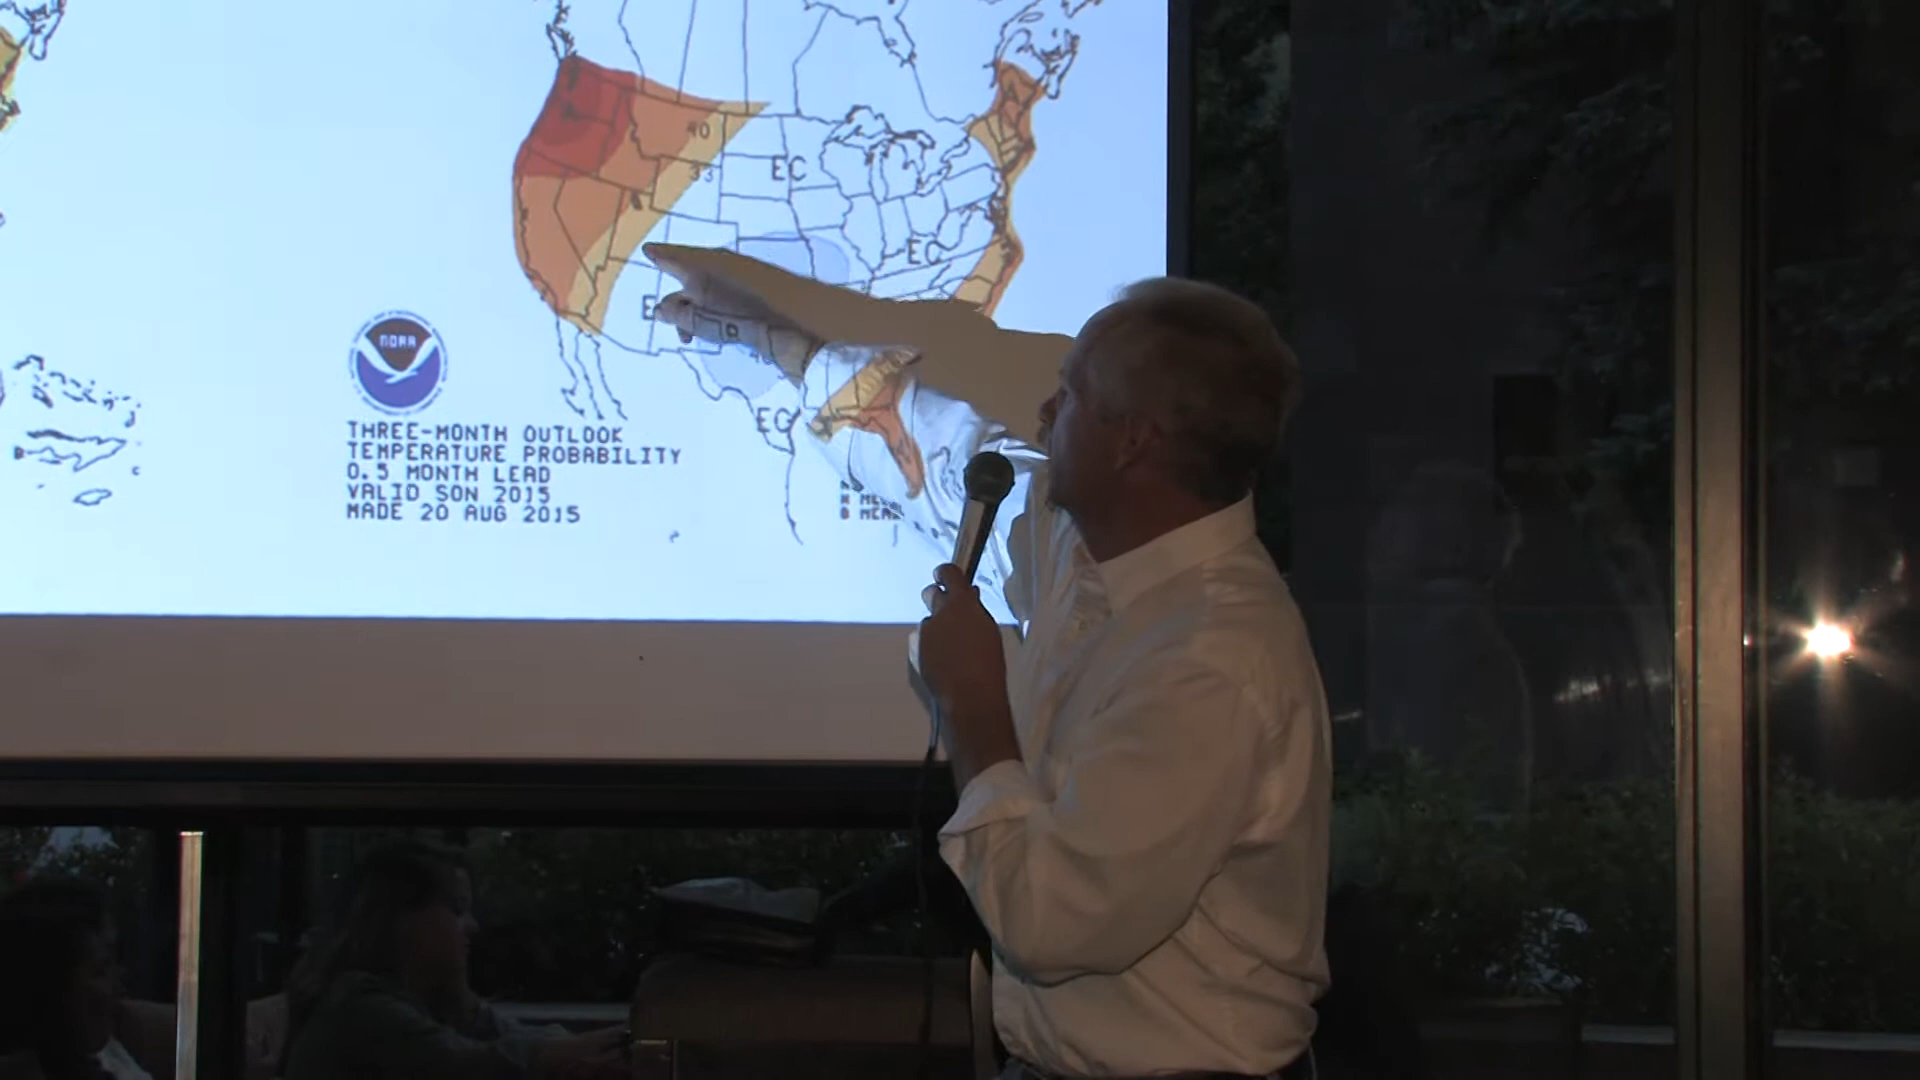 A
40
EC
33
EC
NOAA
B
40
THREE-MONTH OUTLOOK
TEMPERATURE PROBABILITY
0.5 MONTH LEAD
VALID SON 2015
MADE 20 AUG 2015
EC